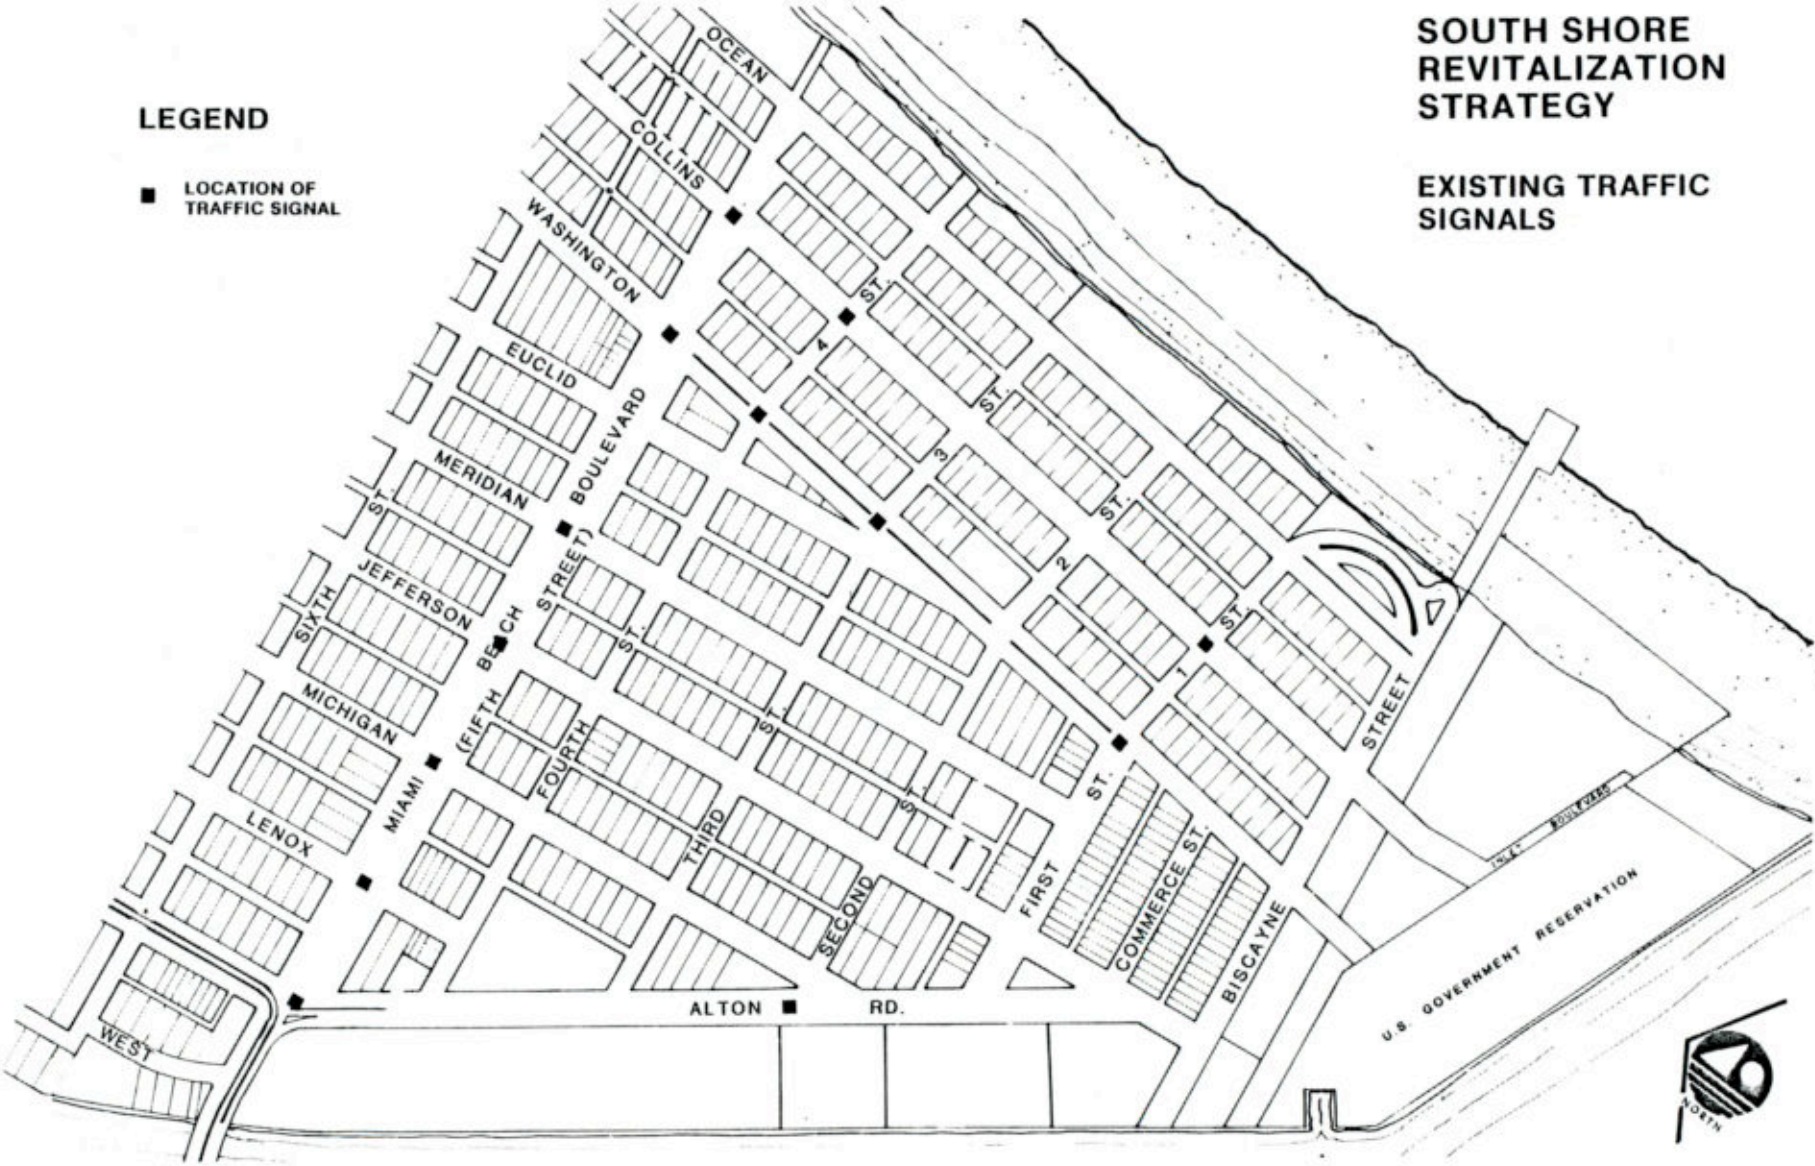 SOUTH SHORE
REVITALIZATION
STRATEGY
EXISTING TRAFFIC
SIGNALS
LEGEND
LOCATION OF
TRAFFIC SIGNAL
OCEAN
COLLINS
WASHINGTON
EUCLID
MERIDIAN
JEFFERSON
MICHIGAN
LENOX
WEST
SIXTH
ST.
MIAMI BEACH BOULEVARD
(FIFTH STREET)
FOURTH
ST.
THIRD
ST.
SECOND
ST.
FIRST
ST.
4
ST.
3
ST.
2
ST.
1
ST.
COMMERCE ST.
BISCAYNE
STREET
ALTON
RD.
INLET
BOULEVARD
U.S. GOVERNMENT RESERVATION
NORTH